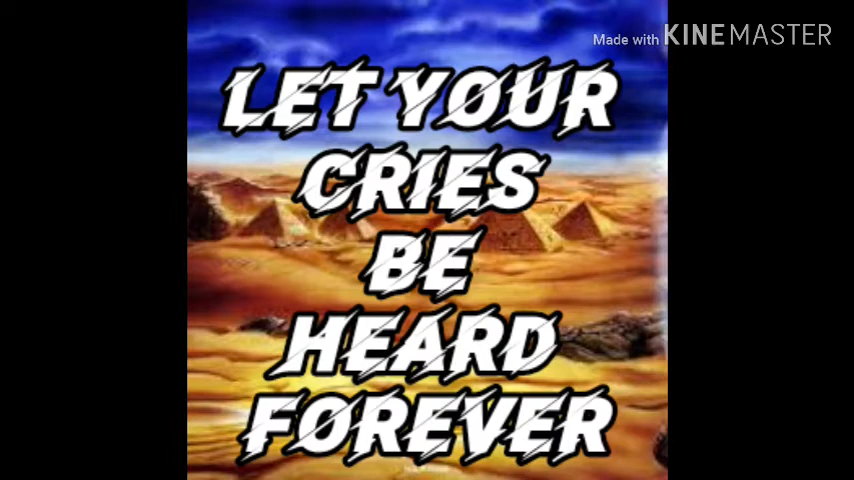 Made with KINEMASTER
LET YOUR
CRIES
BE
HEARD
FOREVER